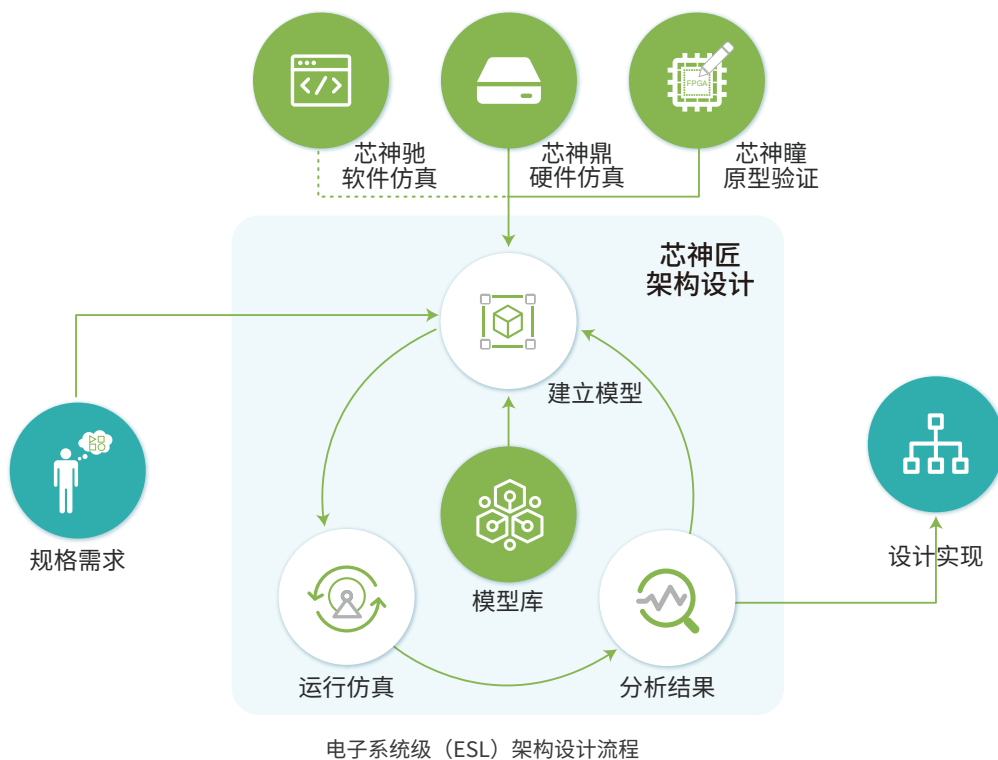 FPGA
芯神驰
软件仿真
芯神鼎
硬件仿真
芯神瞳
原型验证
芯神匠
架构设计
建立模型
规格需求
模型库
设计实现
运行仿真
分析结果
电子系统级（ESL）架构设计流程